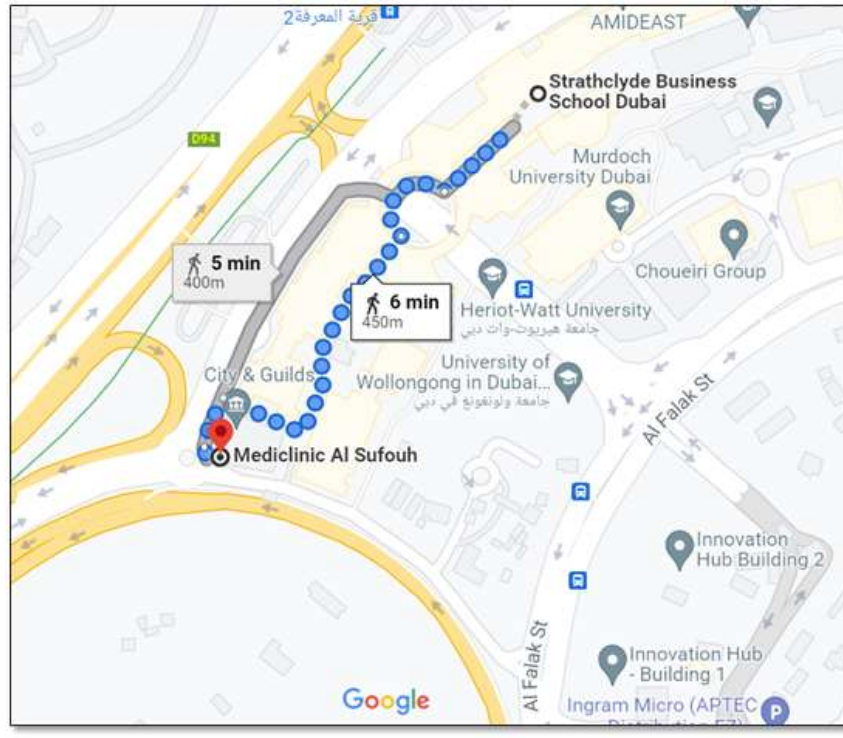 قرية المعرفة2
AMIDEAST
Strathclyde Business
School Dubai
D94
Murdoch
University Dubai
5 min
400m
Choueiri Group
6 min
450m
Heriot-Watt University
جامعة هيريوت-وات دبي
University of
Wollongong in Dubai...
جامعة ولونغونغ في دبي
City & Guilds
Al Falak St
Mediclinic Al Sufouh
Innovation
Hub Building 2
Al Falak St
Innovation Hub
- Building 1
Google
Ingram Micro (APTEC
Distribution FZ)
P